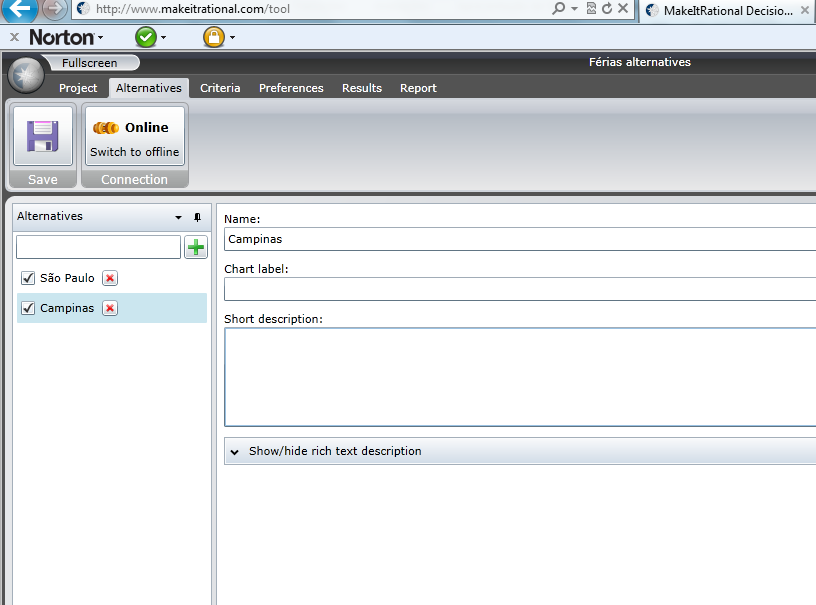 http://www.makeitrational.com/tool
MakeItRational Decisio...
Norton
Fullscreen
Férias alternatives
Project Alternatives Criteria Preferences Results Report
Online
Switch to offline
Save Connection
Alternatives
Name:
Campinas
Chart label:
São Paulo
Campinas
Short description:
Show/hide rich text description